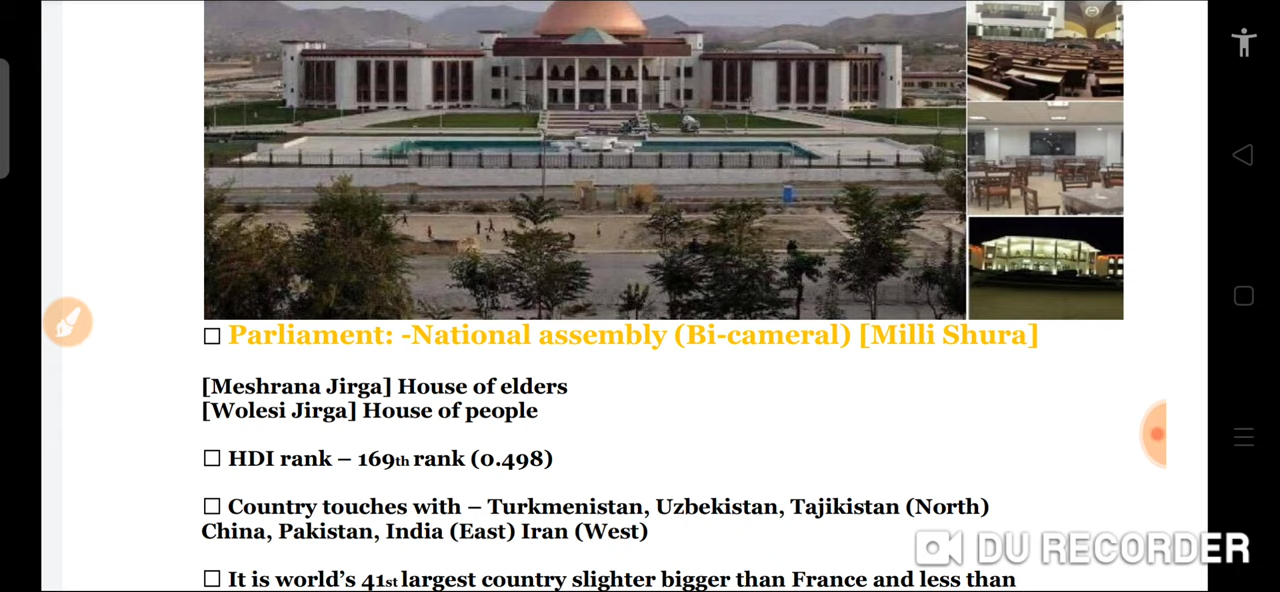 ☐ Parliament: -National assembly (Bi-cameral) [Milli Shura]
[Meshrana Jirga] House of elders
[Wolesi Jirga] House of people
☐ HDI rank – 169th rank (0.498)
☐ Country touches with – Turkmenistan, Uzbekistan, Tajikistan (North)
China, Pakistan, India (East) Iran (West)
DU RECORDER
☐ It is world's 41st largest country slighter bigger than France and less than